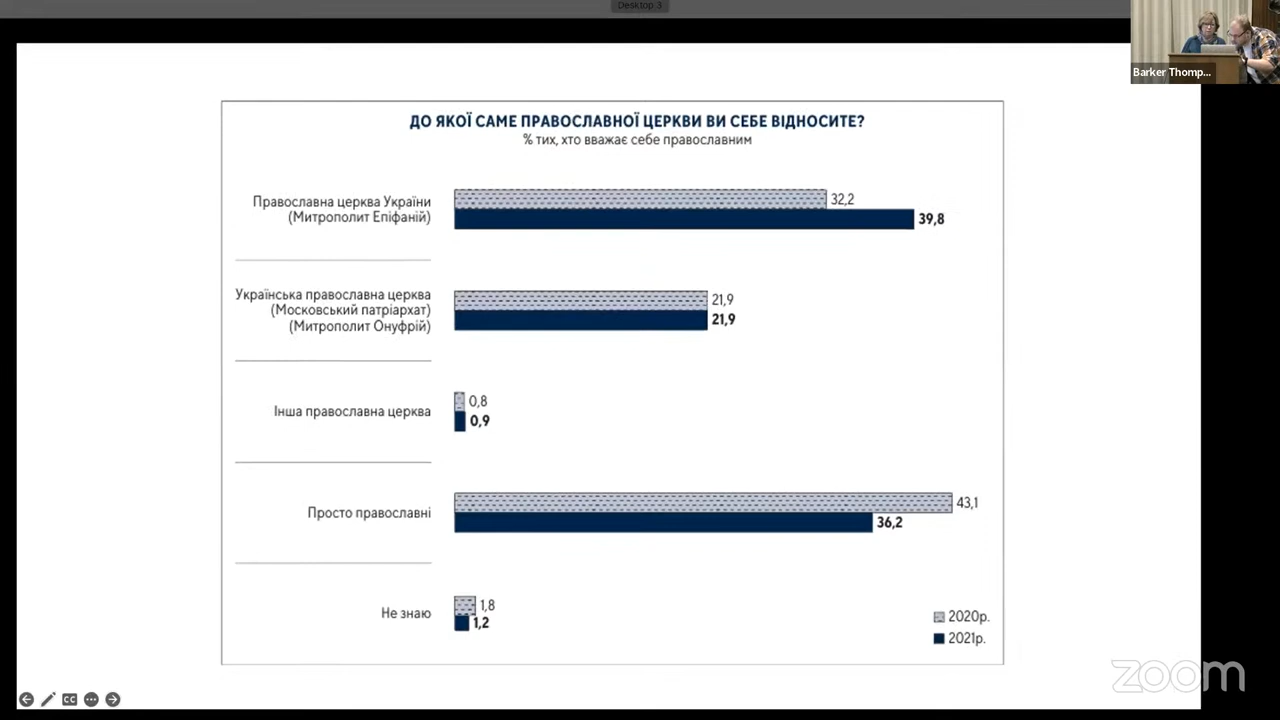 Desktop 3
Barker Thomp...
ДО ЯКОЇ САМЕ ПРАВОСЛАВНОЇ ЦЕРКВИ ВИ СЕБЕ ВІДНОСИТЕ?
% тих, хто вважає себе православним
Православна церква України
(Митрополит Епіфаній)
32,2
39,8
Українська православна церква
(Московський патріархат)
(Митрополит Онуфрій)
21,9
21,9
Інша православна церква
0,8
0,9
Просто православні
43,1
36,2
Не знаю
1,8
1,2
2020р.
2021р.
CC
zoom